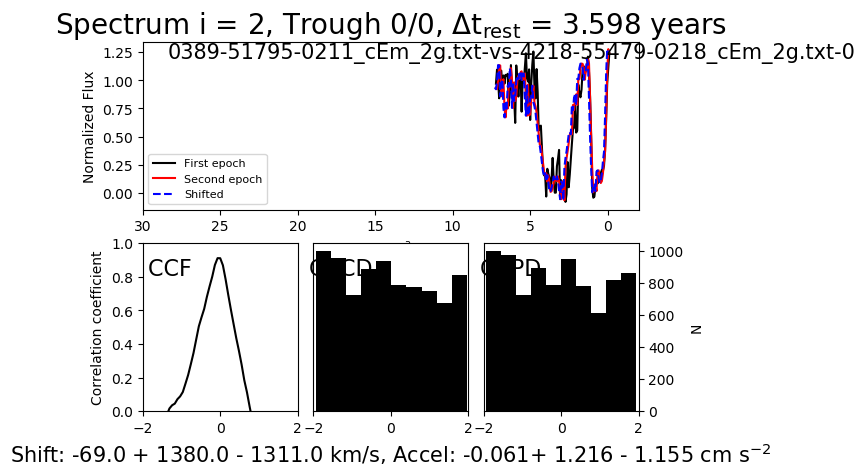 Spectrum i = 2, Trough 0/0, Δt_rest = 3.598 years
0389-51795-0211_cEm_2g.txt-vs-4218-55479-0218_cEm_2g.txt-0
Normalized Flux
1.25
1.00
0.75
0.50
0.25
0.00
First epoch
Second epoch
Shifted
30 25 20 15 10 5 0
Correlation coefficient
1.0
0.8
0.6
0.4
0.2
0.0
CCF
-2 0 2
-2 0 2
-2 0 2
1000
800
600
400
200
0
N
Shift: -69.0 + 1380.0 - 1311.0 km/s, Accel: -0.061+ 1.216 - 1.155 cm s⁻²